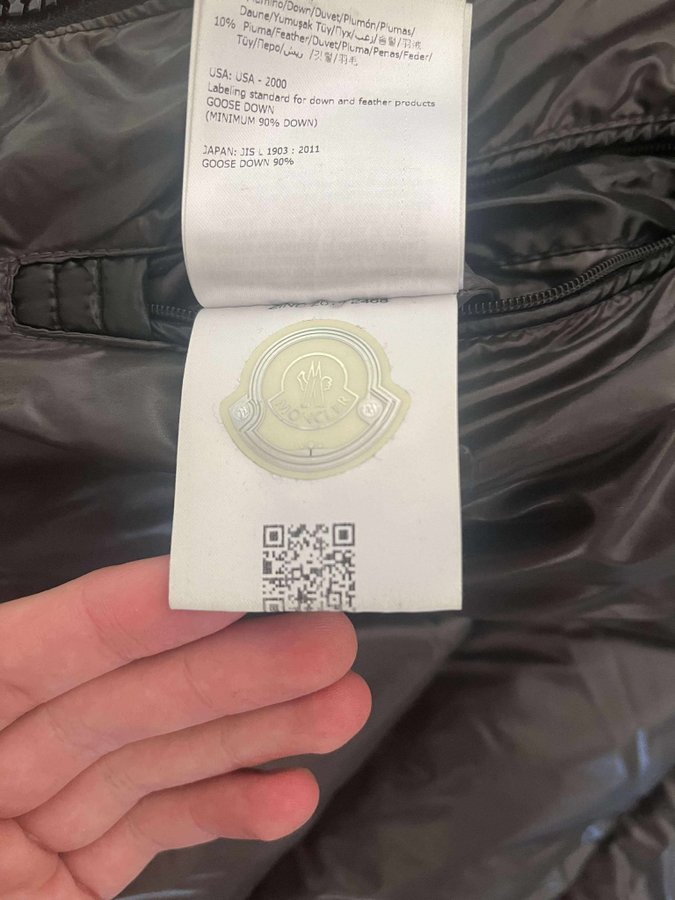 Daune/Yumuşak Tüy/Пух/زغب/솜털/羽绒
10% Piuma/Feather/Duvet/Pluma/Penas/Feder/
Tüy/Перо/ريش/깃털/羽毛
USA: USA - 2000
Labeling standard for down and feather products
GOOSE DOWN
(MINIMUM 90% DOWN)
JAPAN: JIS L 1903 : 2011
GOOSE DOWN 90%
MONCLER